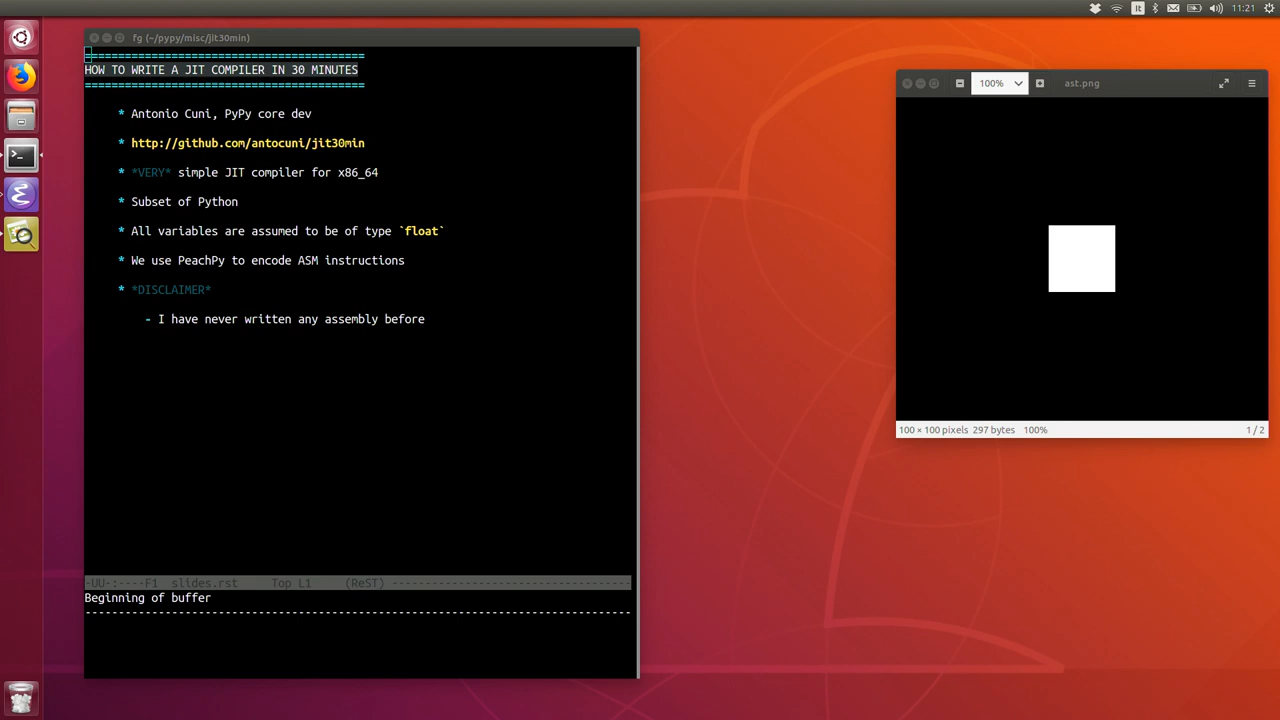 It
11:21
fg (~/pypy/misc/jit30min)
==========================================
HOW TO WRITE A JIT COMPILER IN 30 MINUTES
==========================================
* Antonio Cuni, PyPy core dev
* http://github.com/antocuni/jit30min
* *VERY* simple JIT compiler for x86_64
* Subset of Python
* All variables are assumed to be of type `float`
* We use PeachPy to encode ASM instructions
* *DISCLAIMER*
- I have never written any assembly before
-UU-:----F1  slides.rst     Top L1     (ReST) ------------------------------------
Beginning of buffer
----------------------------------------------------------------------------------
100%
ast.png
100 × 100 pixels  297 bytes  100%
1 / 2